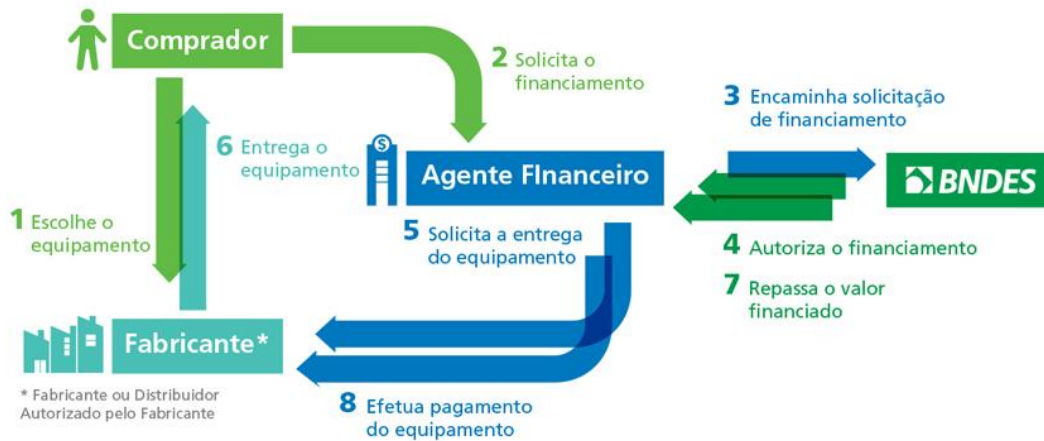 Comprador
2 Solicita o
financiamento
3 Encaminha solicitação
de financiamento
6 Entrega o
equipamento
$
Agente FInanceiro
BNDES
1 Escolhe o
equipamento
5 Solicita a entrega
do equipamento
4 Autoriza o financiamento
7 Repassa o valor
financiado
Fabricante*
* Fabricante ou Distribuidor
Autorizado pelo Fabricante
8 Efetua pagamento
do equipamento